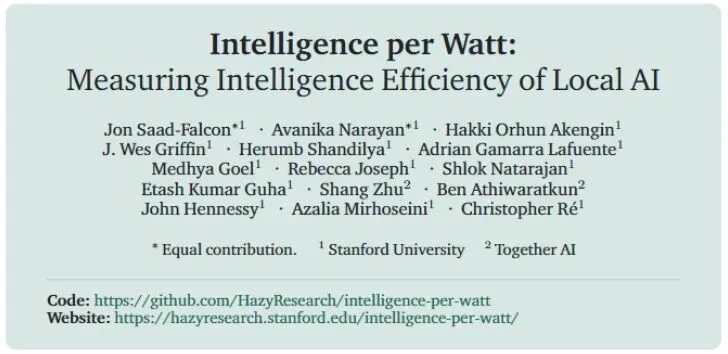 Intelligence per Watt:
Measuring Intelligence Efficiency of Local AI
Jon Saad-Falcon*¹ · Avanika Narayan*¹ · Hakki Orhun Akengin¹
J. Wes Griffin¹ · Herumb Shandilya¹ · Adrian Gamarra Lafuente¹
Medhya Goel¹ · Rebecca Joseph¹ · Shlok Natarajan¹
Etash Kumar Guha¹ · Shang Zhu² · Ben Athiwaratkun²
John Hennessy¹ · Azalia Mirhoseini¹ · Christopher Ré¹
* Equal contribution. ¹ Stanford University ² Together AI
Code: https://github.com/HazyResearch/intelligence-per-watt
Website: https://hazyresearch.stanford.edu/intelligence-per-watt/